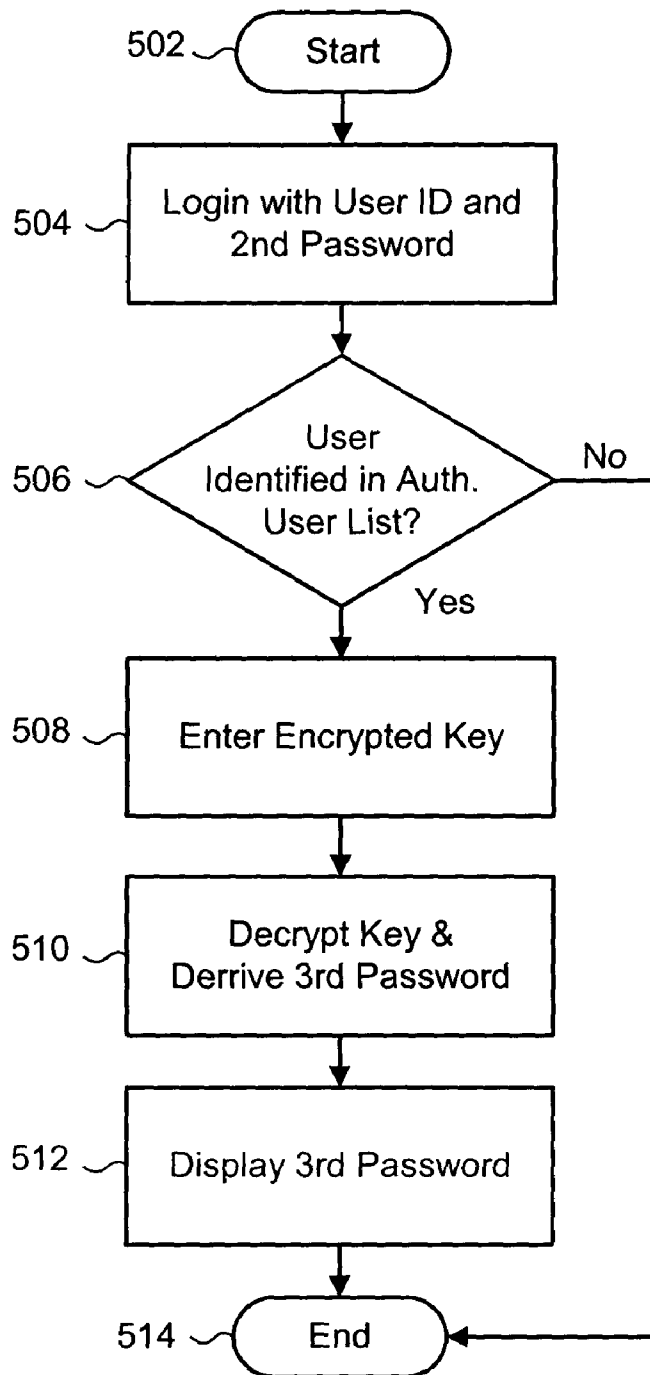 502
Start
504
Login with User ID and
2nd Password
506
User
Identified in Auth.
User List?
No
Yes
508
Enter Encrypted Key
510
Decrypt Key &
Derrive 3rd Password
512
Display 3rd Password
514
End